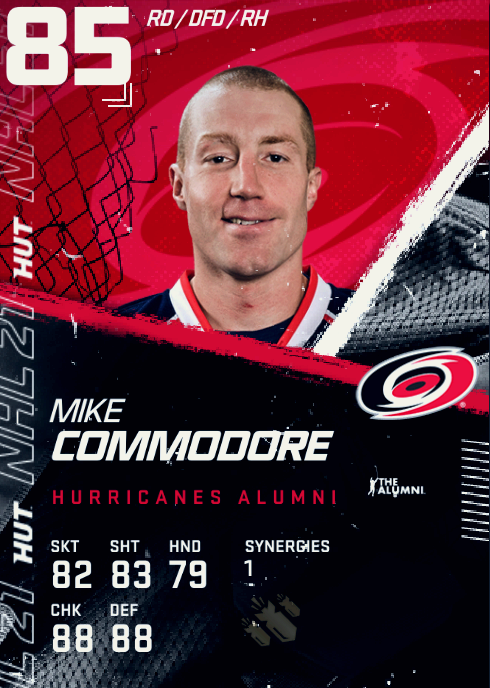 85
RD / DFD / RH
NHL 21 HUT NHL 21 HUT NHL
MIKE
COMMODORE
HURRICANES ALUMNI
THE
ALUMNI
SKT SHT HND SYNERGIES
82 83 79 1
CHK DEF
88 88